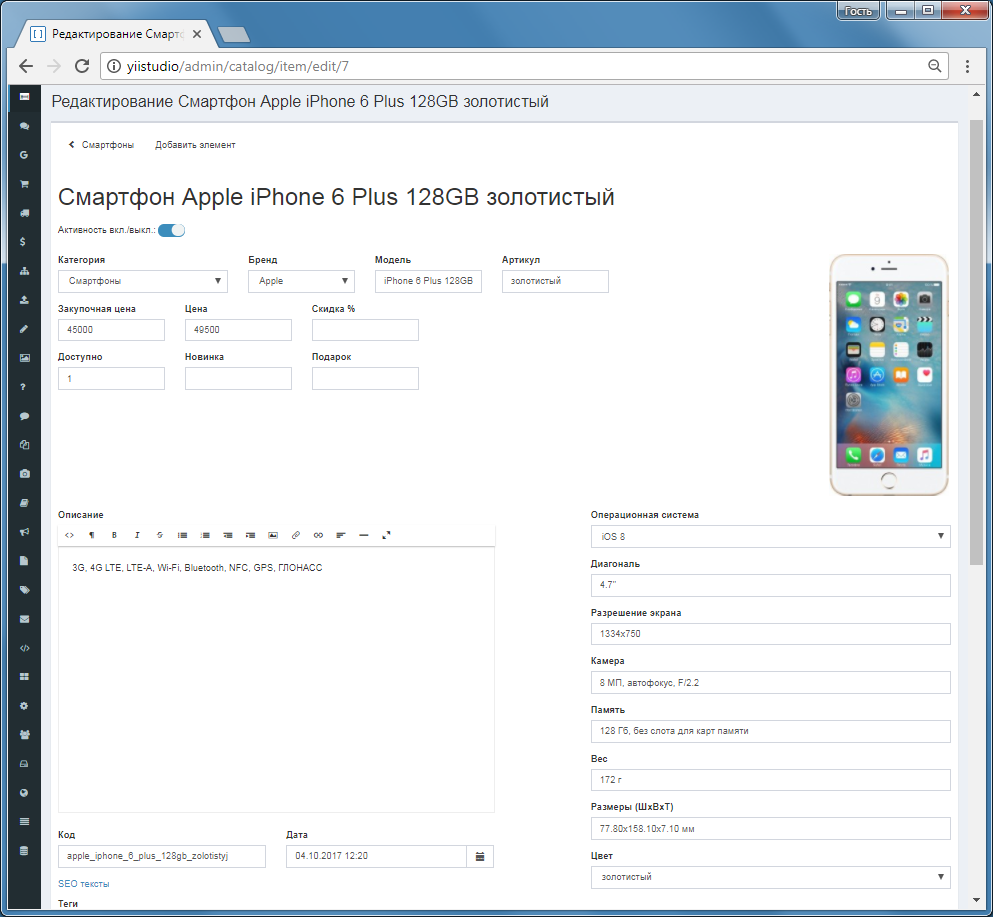 Гость
Редактирование Смартф
yiistudio/admin/catalog/item/edit/7
Редактирование Смартфон Apple iPhone 6 Plus 128GB золотистый
Смартфоны Добавить элемент
Смартфон Apple iPhone 6 Plus 128GB золотистый
Активность вкл./выкл.:
Категория Бренд Модель Артикул
Смартфоны Apple iPhone 6 Plus 128GB золотистый
Закупочная цена Цена Скидка %
45000 49500
Доступно Новинка Подарок
1
Описание
3G, 4G LTE, LTE-A, Wi-Fi, Bluetooth, NFC, GPS, ГЛОНАСС
Операционная система
iOS 8
Диагональ
4.7"
Разрешение экрана
1334x750
Камера
8 МП, автофокус, F/2.2
Память
128 Гб, без слота для карт памяти
Вес
172 г
Размеры (ШxВxТ)
77.80x158.10x7.10 мм
Цвет
золотистый
Код Дата
apple_iphone_6_plus_128gb_zolotistyj 04.10.2017 12:20
SEO тексты
Теги